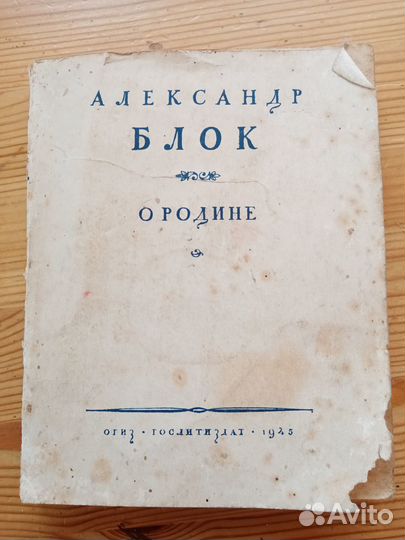 АЛЕКСАНДР
БЛОК
О РОДИНЕ
ОГИЗ · ГОСЛИТИЗДАТ · 1945
Avito